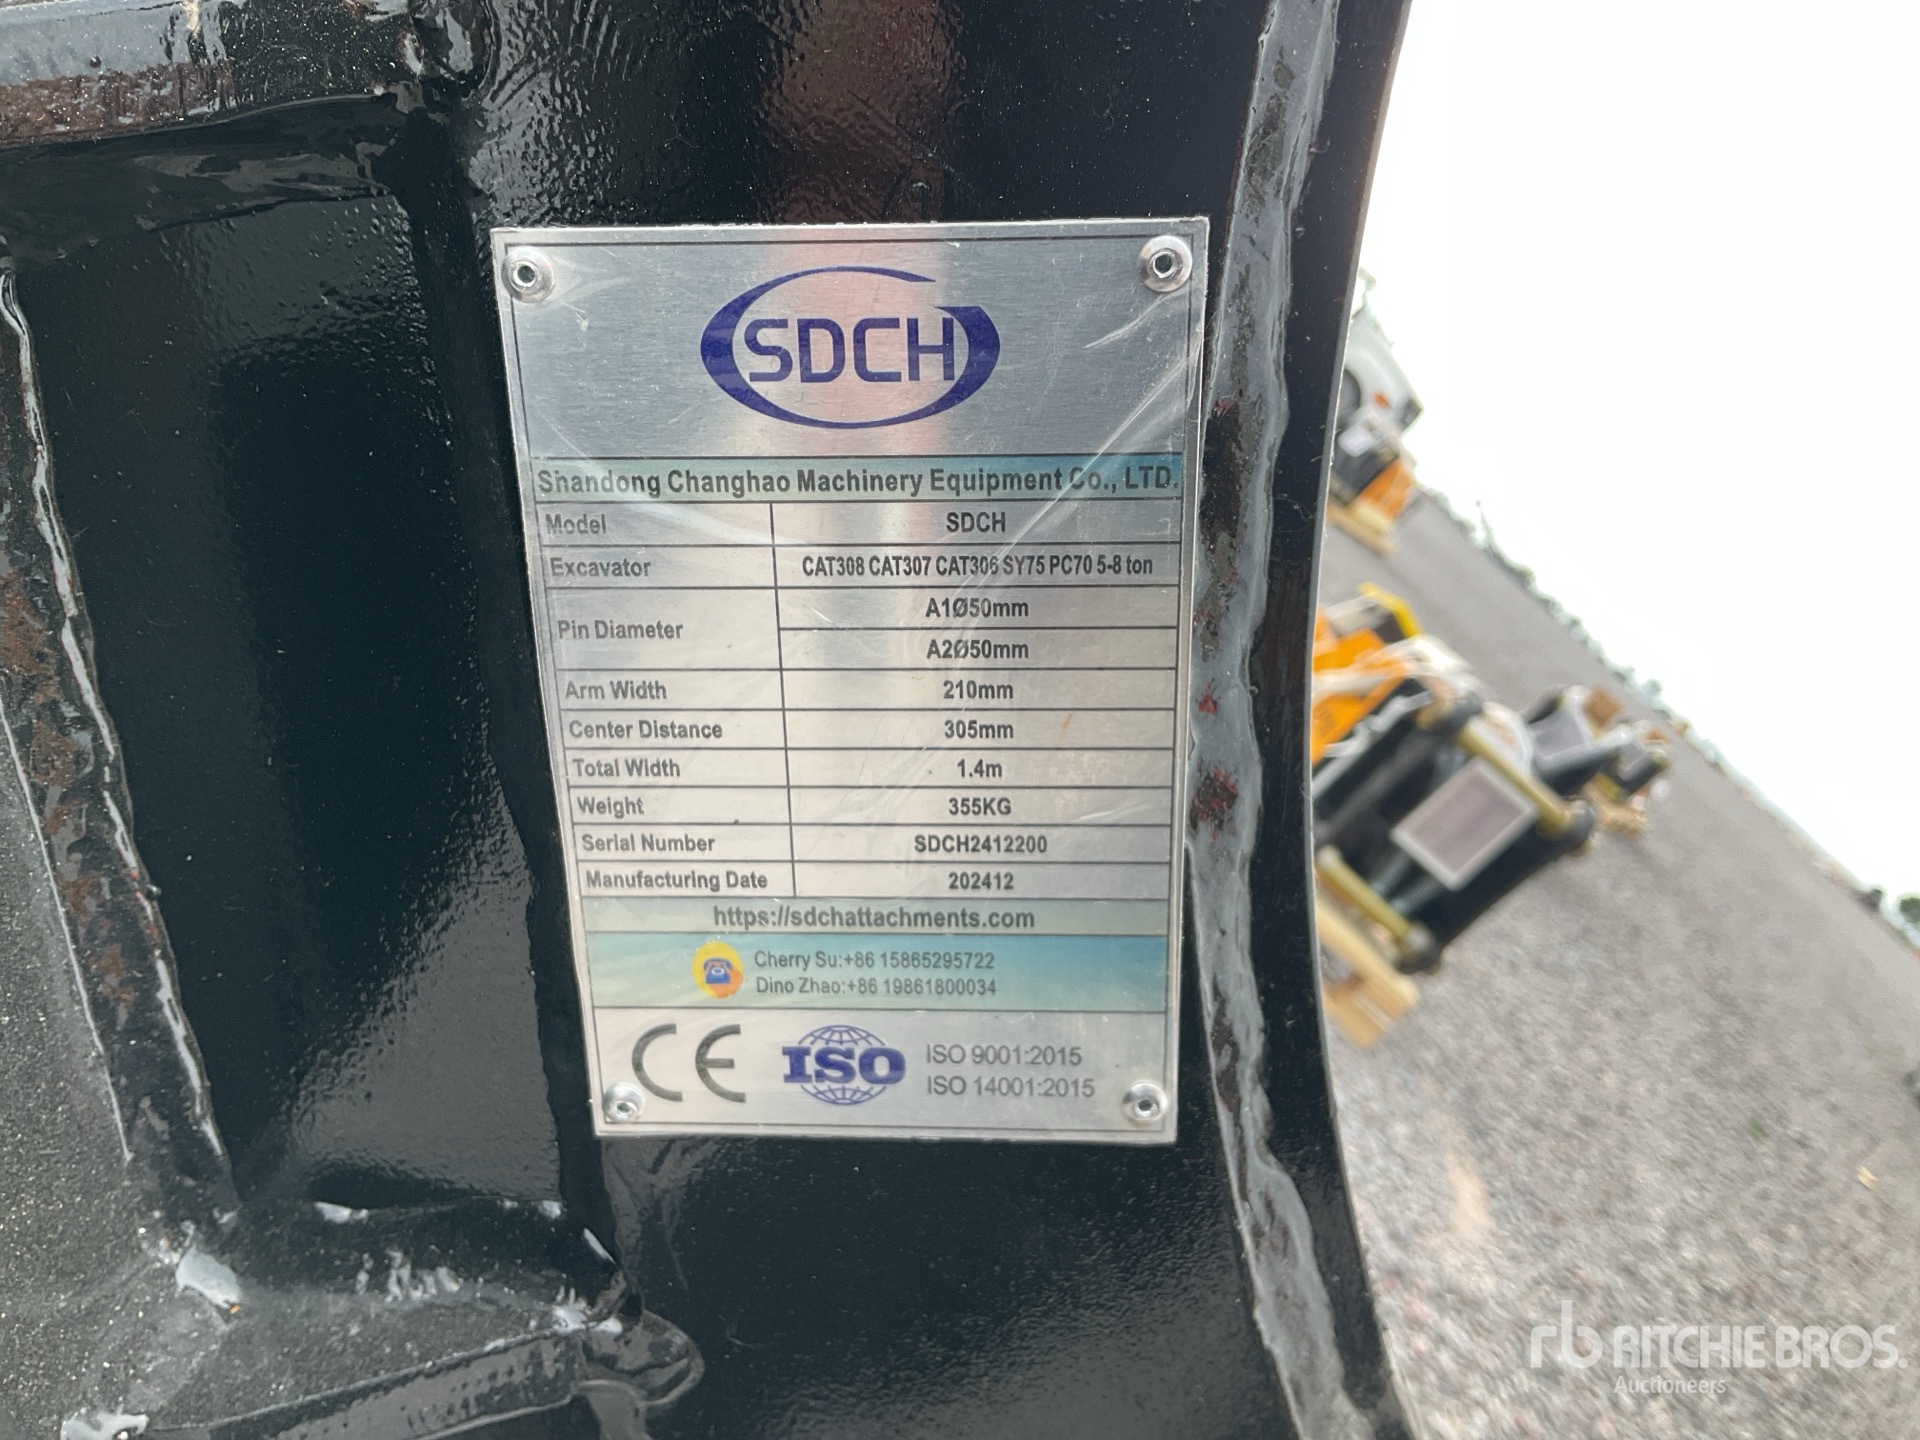 SDCH
Shandong Changhao Machinery Equipment Co., LTD.
Model SDCH
Excavator CAT308 CAT307 CAT306 SY75 PC70 5-8 ton
Pin Diameter A1Ø50mm
A2Ø50mm
Arm Width 210mm
Center Distance 305mm
Total Width 1.4m
Weight 355KG
Serial Number SDCH2412200
Manufacturing Date 202412
https://sdchattachments.com
Cherry Su:+86 15865295722
Dino Zhao:+86 19861800034
CE ISO ISO 9001:2015
ISO 14001:2015
rb RITCHIE BROS.
Auctioneers